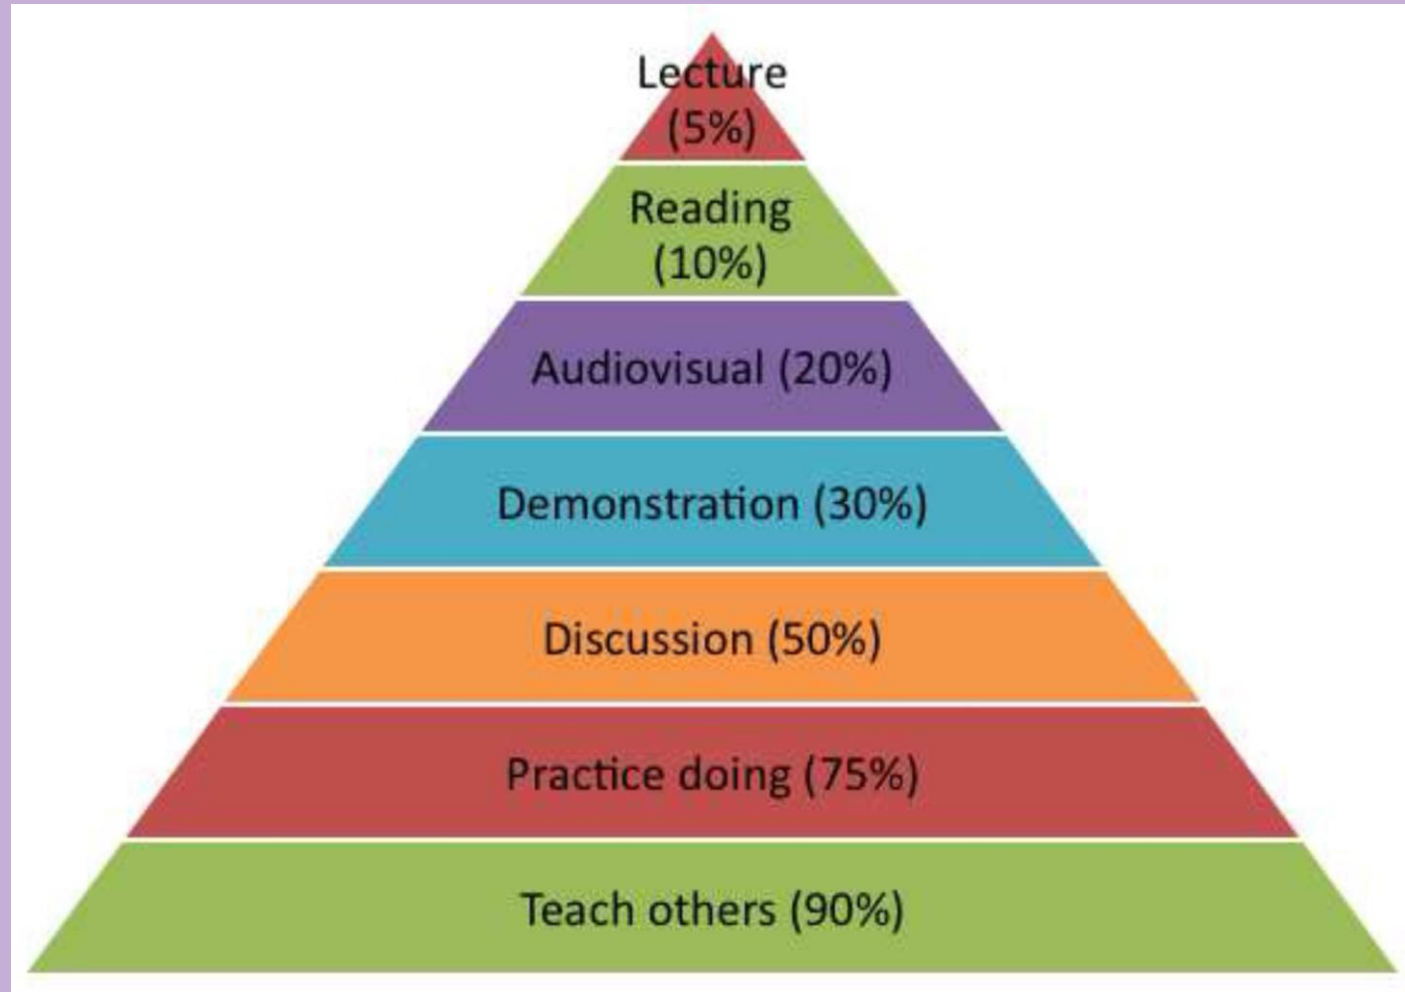 Lecture
(5%)
Reading
(10%)
Audiovisual (20%)
Demonstration (30%)
Discussion (50%)
Practice doing (75%)
Teach others (90%)